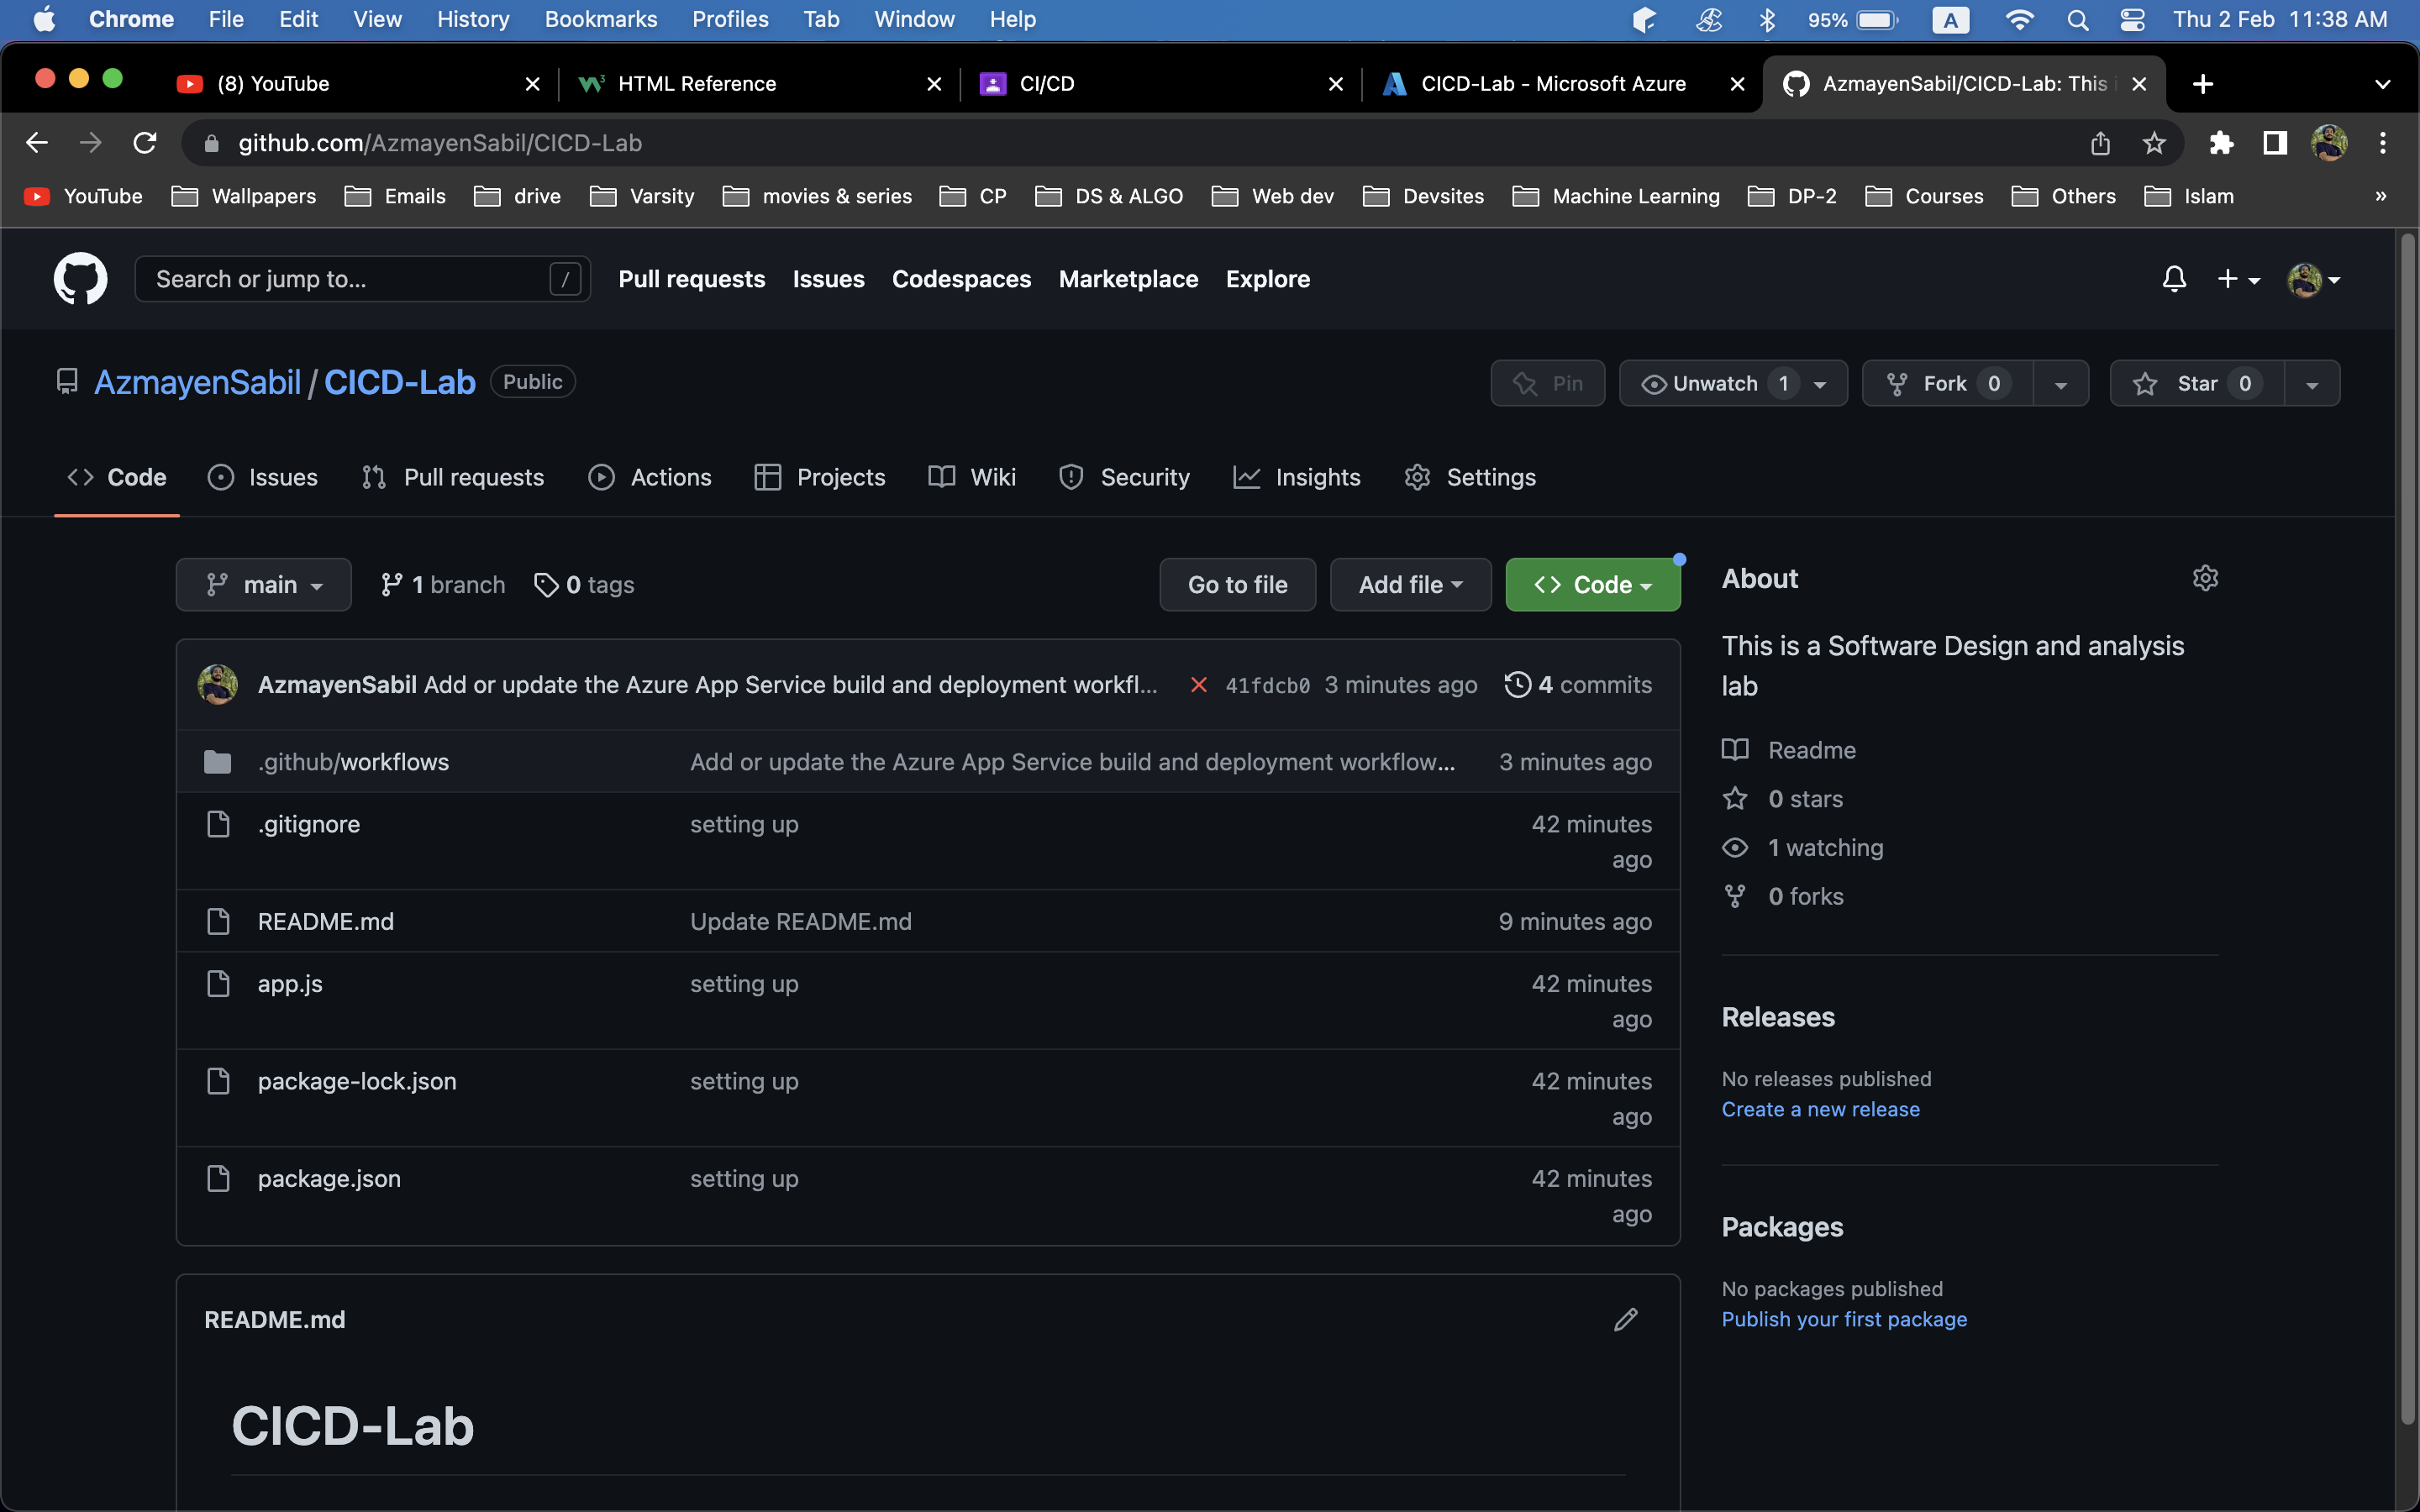 Chrome File Edit View History Bookmarks Profiles Tab Window Help 95% A Thu 2 Feb 11:38 AM
(8) YouTube HTML Reference CI/CD CICD-Lab - Microsoft Azure AzmayenSabil/CICD-Lab: This i
github.com/AzmayenSabil/CICD-Lab
YouTube Wallpapers Emails drive Varsity movies & series CP DS & ALGO Web dev Devsites Machine Learning DP-2 Courses Others Islam »
Search or jump to... / Pull requests Issues Codespaces Marketplace Explore
AzmayenSabil / CICD-Lab Public Pin Unwatch 1 Fork 0 Star 0
Code Issues Pull requests Actions Projects Wiki Security Insights Settings
main 1 branch 0 tags Go to file Add file Code
AzmayenSabil Add or update the Azure App Service build and deployment workfl... 41fdcb0 3 minutes ago 4 commits
.github/workflows Add or update the Azure App Service build and deployment workflow... 3 minutes ago
.gitignore setting up 42 minutes
ago
README.md Update README.md 9 minutes ago
app.js setting up 42 minutes
ago
package-lock.json setting up 42 minutes
ago
package.json setting up 42 minutes
ago
README.md
CICD-Lab
About
This is a Software Design and analysis
lab
Readme
0 stars
1 watching
0 forks
Releases
No releases published
Create a new release
Packages
No packages published
Publish your first package